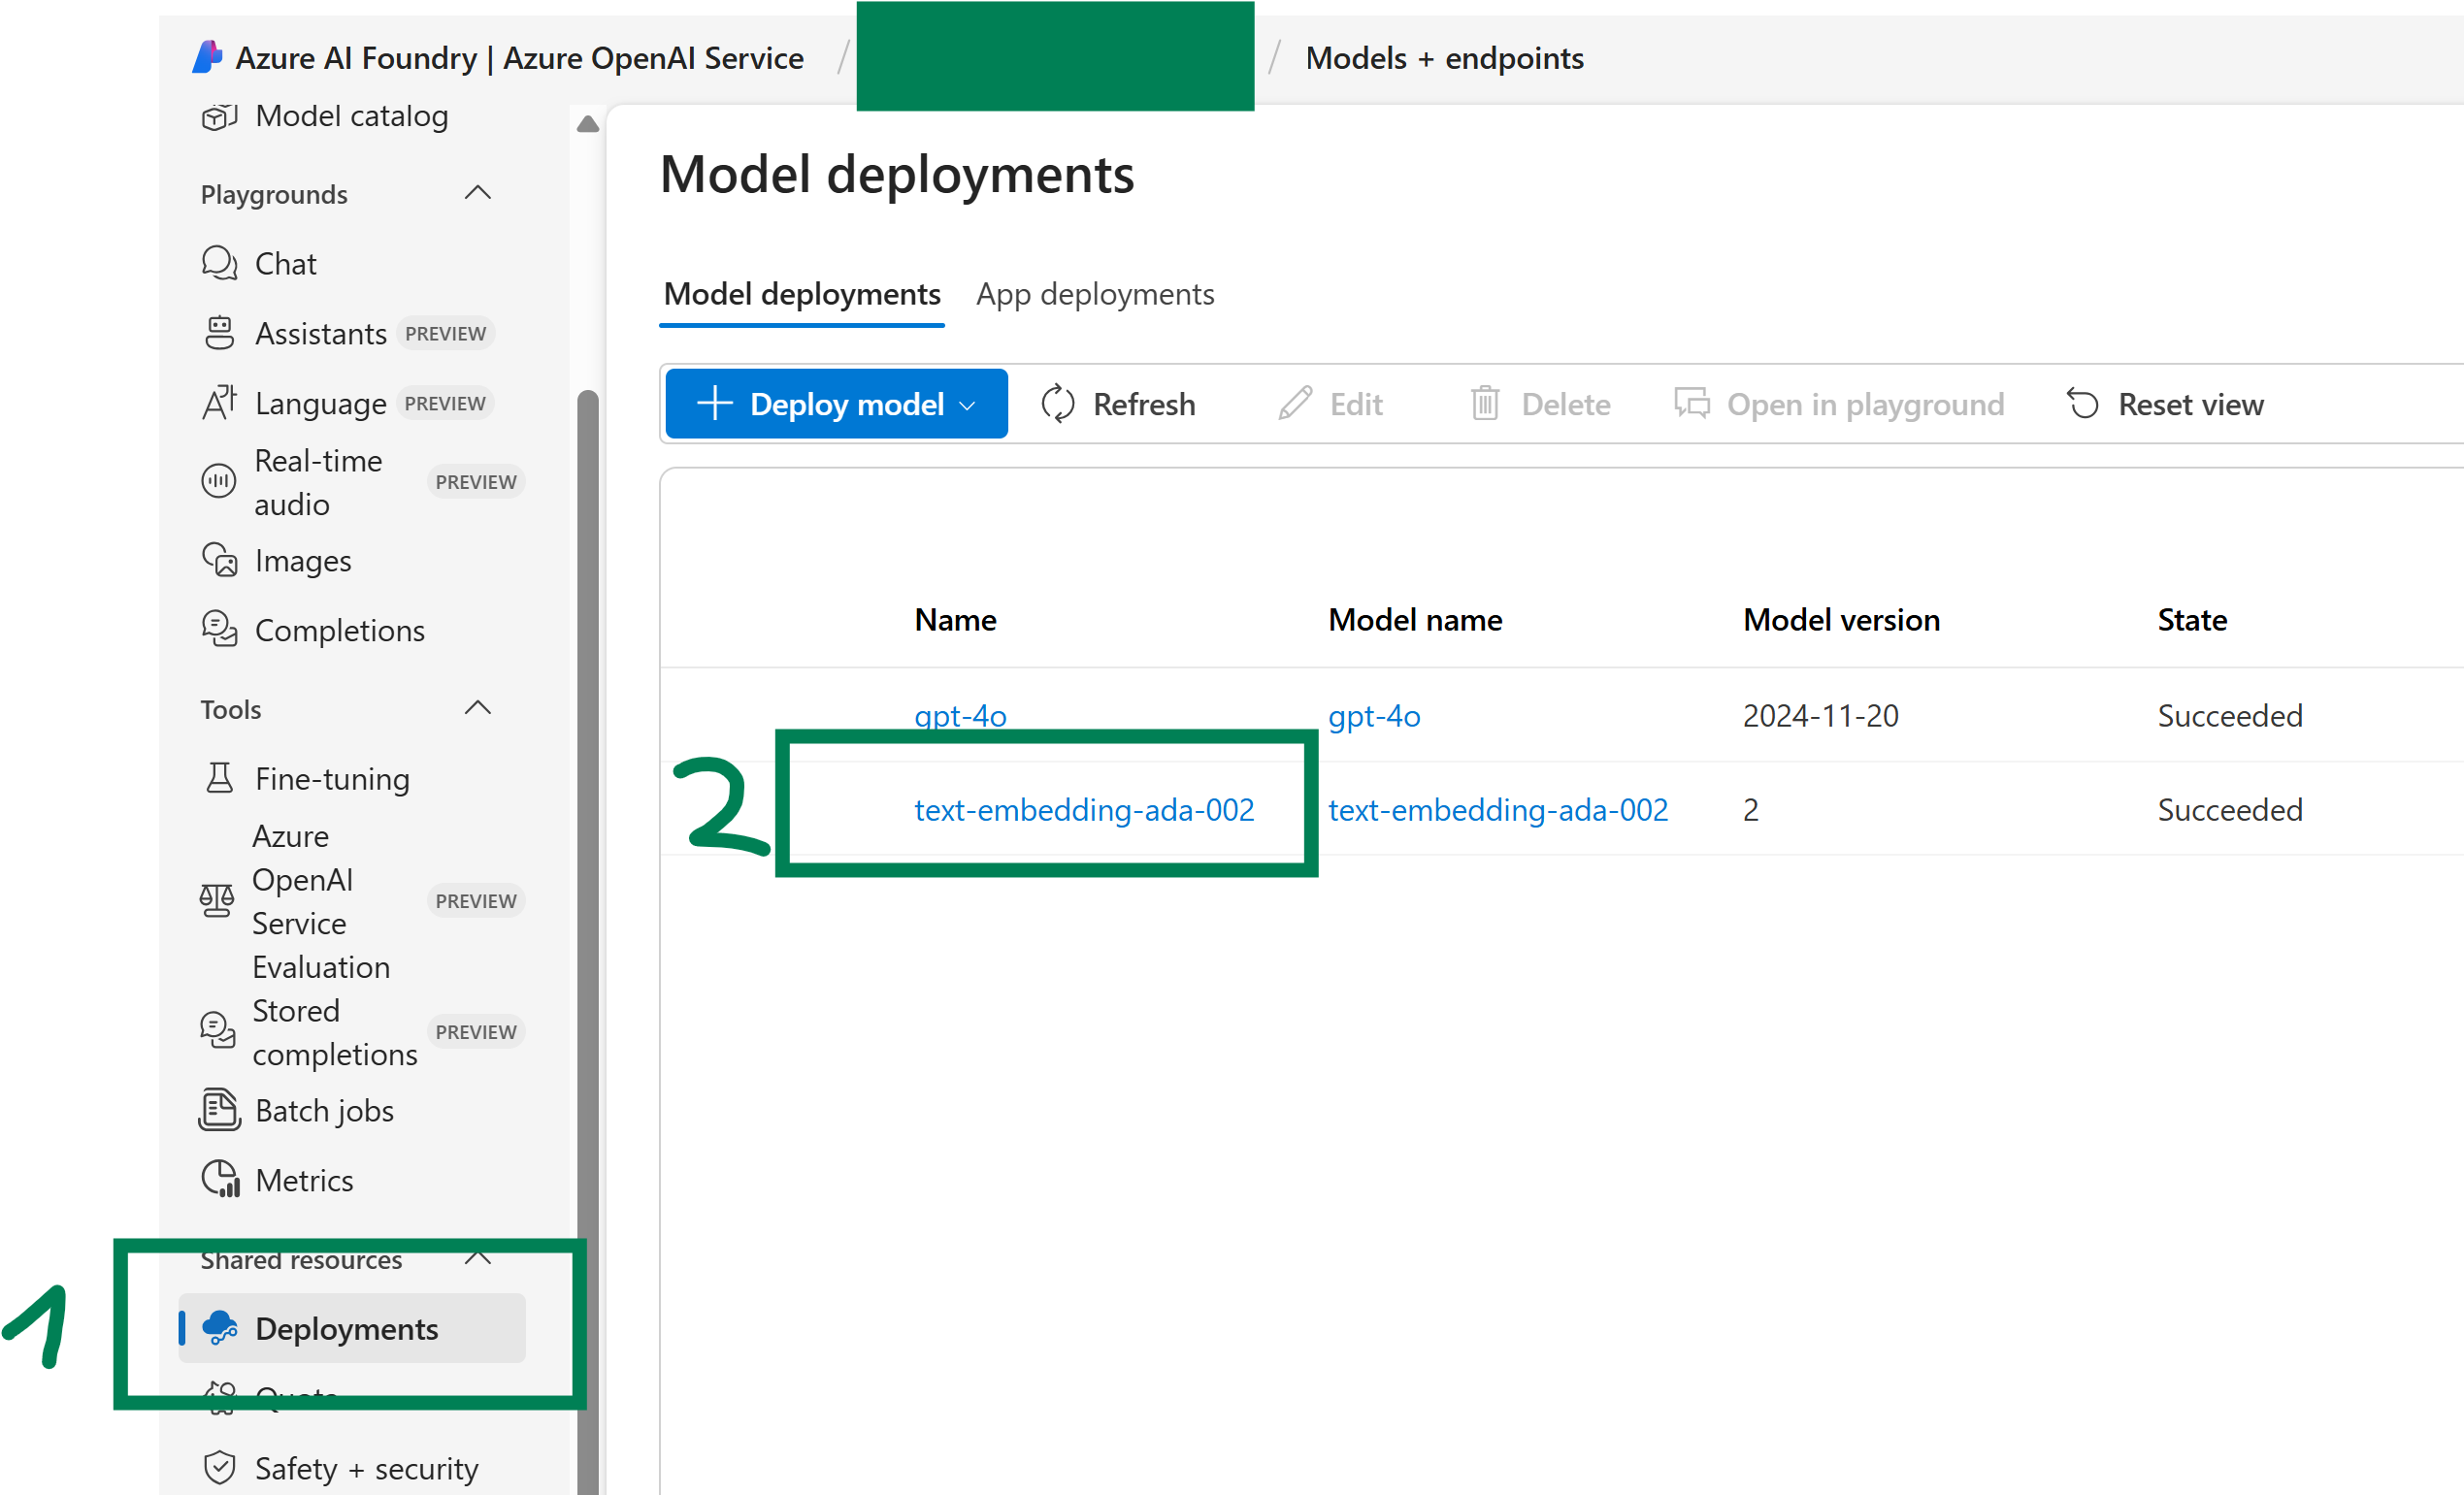 Azure AI Foundry | Azure OpenAI Service / / Models + endpoints
Model catalog
Playgrounds
Chat
Assistants PREVIEW
Language PREVIEW
Real-time
audio PREVIEW
Images
Completions
Tools
Fine-tuning
Azure
OpenAI
Service
Evaluation PREVIEW
Stored
completions PREVIEW
Batch jobs
Metrics
1
Shared resources
Deployments
Quota
Safety + security
Model deployments
Model deployments App deployments
Deploy model Refresh Edit Delete Open in playground Reset view
Name Model name Model version State
gpt-4o gpt-4o 2024-11-20 Succeeded
2
text-embedding-ada-002 text-embedding-ada-002 2 Succeeded